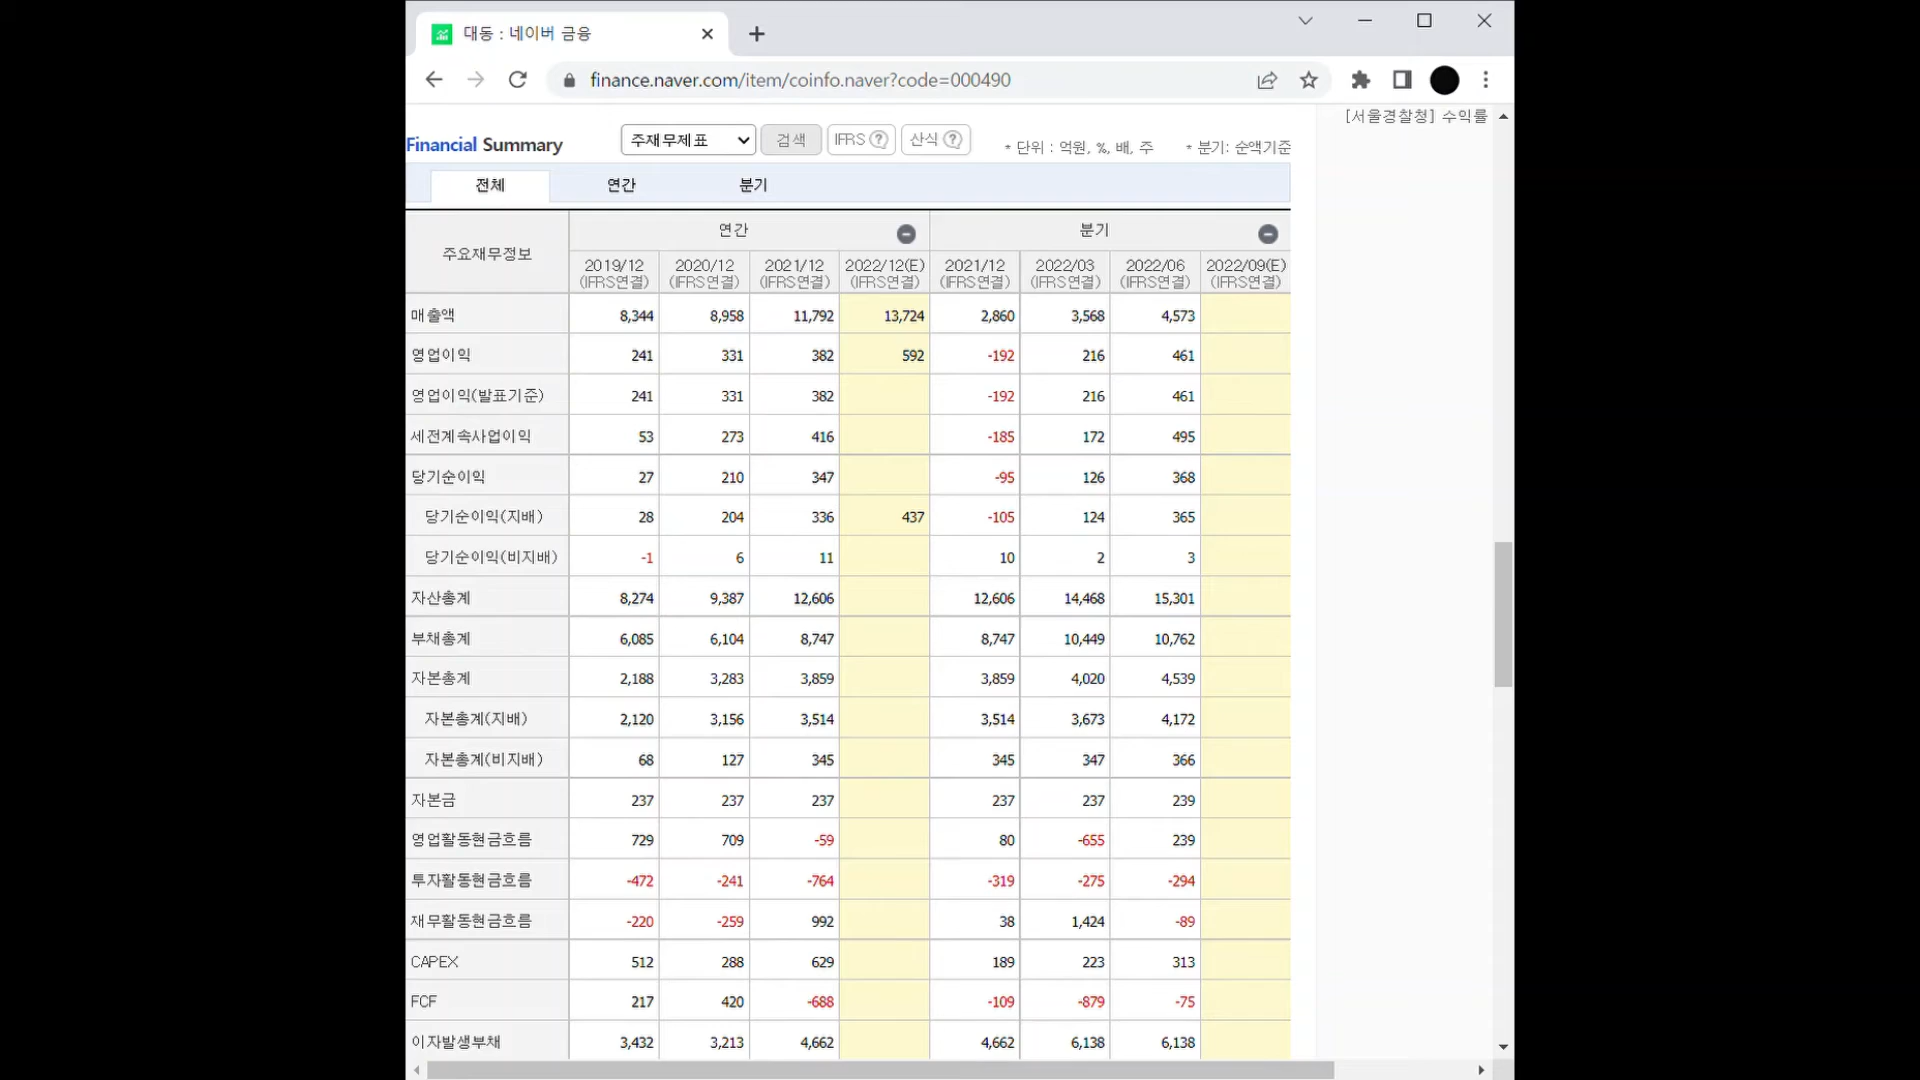 대동 : 네이버 금융
finance.naver.com/item/coinfo.naver?code=000490
[서울경찰청] 수익률
Financial Summary 주재무제표 검색 IFRS ? 산식 ? * 단위 : 억원, %, 배, 주 * 분기: 순액기준
전체 연간 분기
주요재무정보 연간 분기
2019/12 2020/12 2021/12 2022/12(E) 2021/12 2022/03 2022/06 2022/09(E)
(IFRS연결) (IFRS연결) (IFRS연결) (IFRS연결) (IFRS연결) (IFRS연결) (IFRS연결) (IFRS연결)
매출액 8,344 8,958 11,792 13,724 2,860 3,568 4,573
영업이익 241 331 382 592 -192 216 461
영업이익(발표기준) 241 331 382 -192 216 461
세전계속사업이익 53 273 416 -185 172 495
당기순이익 27 210 347 -95 126 368
당기순이익(지배) 28 204 336 437 -105 124 365
당기순이익(비지배) -1 6 11 10 2 3
자산총계 8,274 9,387 12,606 12,606 14,468 15,301
부채총계 6,085 6,104 8,747 8,747 10,449 10,762
자본총계 2,188 3,283 3,859 3,859 4,020 4,539
자본총계(지배) 2,120 3,156 3,514 3,514 3,673 4,172
자본총계(비지배) 68 127 345 345 347 366
자본금 237 237 237 237 237 239
영업활동현금흐름 729 709 -59 80 -655 239
투자활동현금흐름 -472 -241 -764 -319 -275 -294
재무활동현금흐름 -220 -259 992 38 1,424 -89
CAPEX 512 288 629 189 223 313
FCF 217 420 -688 -109 -879 -75
이자발생부채 3,432 3,213 4,662 4,662 6,138 6,138